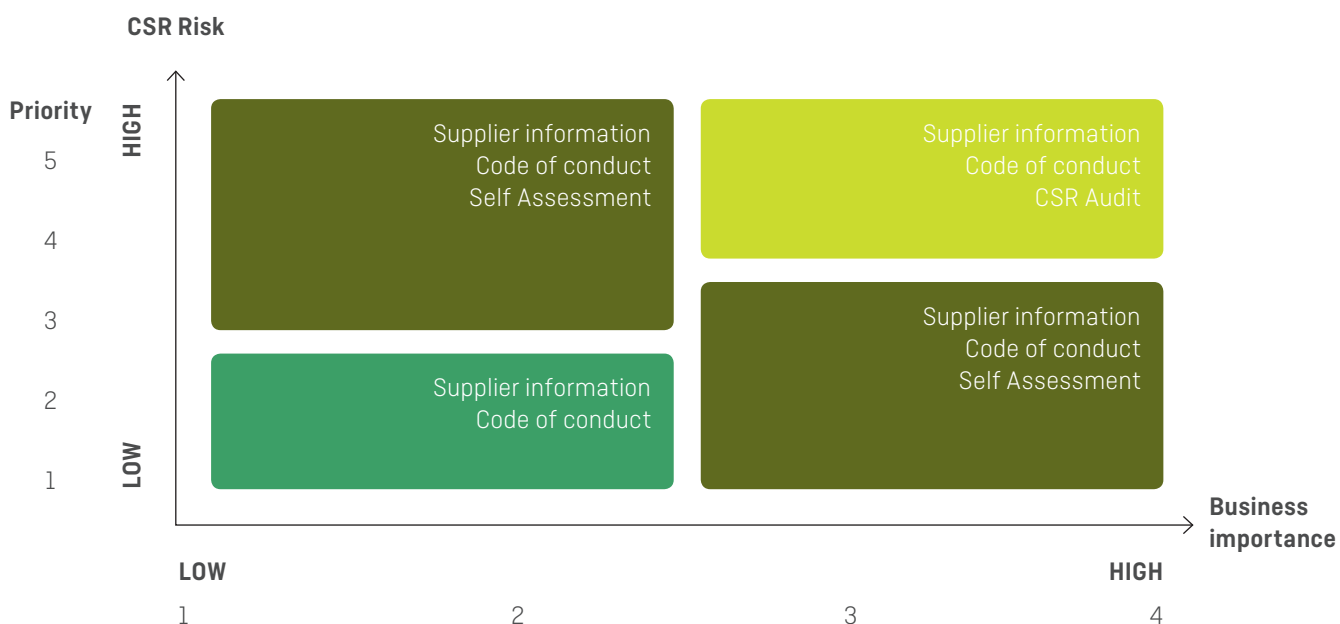 CSR Risk
Priority
HIGH
5
4
3
2
1
LOW
Supplier information
Code of conduct
Self Assessment
Supplier information
Code of conduct
CSR Audit
Supplier information
Code of conduct
Supplier information
Code of conduct
Self Assessment
Business
importance
LOW
HIGH
1
2
3
4